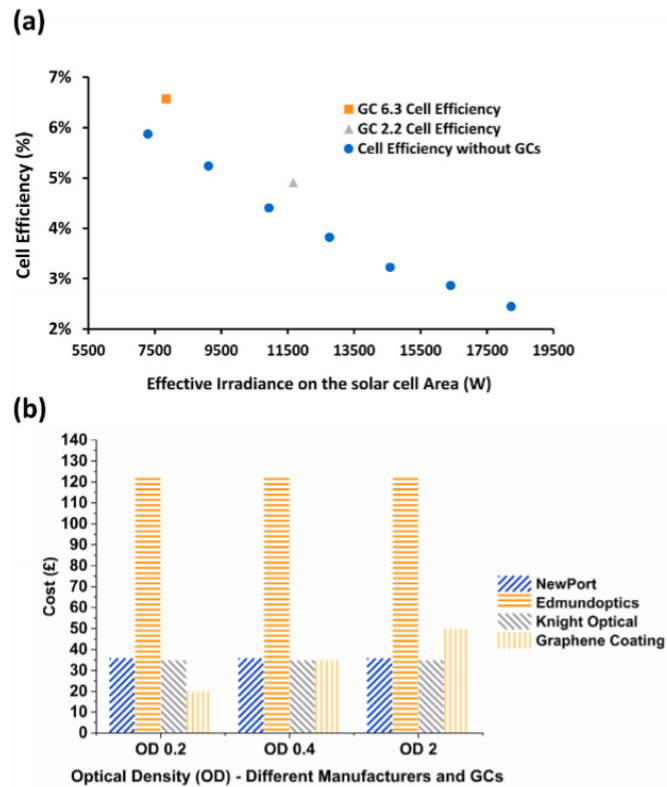 (a)
7%
6%
5%
4%
3%
2%
Cell Efficiency (%)
GC 6.3 Cell Efficiency
GC 2.2 Cell Efficiency
Cell Efficiency without GCs
5500 7500 9500 11500 13500 15500 17500 19500
Effective Irradiance on the solar cell Area (W)
(b)
140
130
120
110
100
90
80
70
60
50
40
30
20
10
0
Cost (£)
NewPort
Edmundoptics
Knight Optical
Graphene Coating
OD 0.2 OD 0.4 OD 2
Optical Density (OD) - Different Manufacturers and GCs